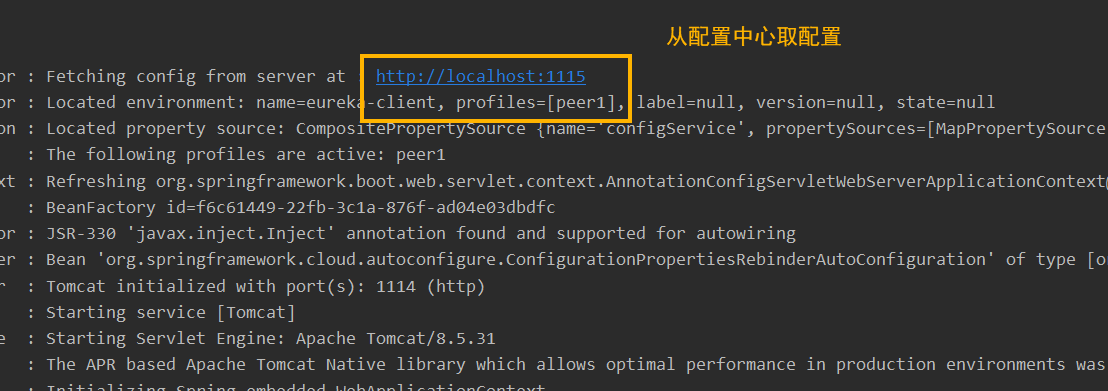 从配置中心取配置
or : Fetching config from server at : http://localhost:1115
or : Located environment: name=eureka-client, profiles=[peer1], label=null, version=null, state=null
on : Located property source: CompositePropertySource {name='configService', propertySources=[MapPropertySource
: The following profiles are active: peer1
xt : Refreshing org.springframework.boot.web.servlet.context.AnnotationConfigServletWebServerApplicationContext@
: BeanFactory id=f6c61449-22fb-3c1a-876f-ad04e03dbdfc
or : JSR-330 'javax.inject.Inject' annotation found and supported for autowiring
er : Bean 'org.springframework.cloud.autoconfigure.ConfigurationPropertiesRebinderAutoConfiguration' of type [or
r : Tomcat initialized with port(s): 1114 (http)
: Starting service [Tomcat]
e : Starting Servlet Engine: Apache Tomcat/8.5.31
: The APR based Apache Tomcat Native library which allows optimal performance in production environments was
: Initializing Spring embedded WebApplicationContext